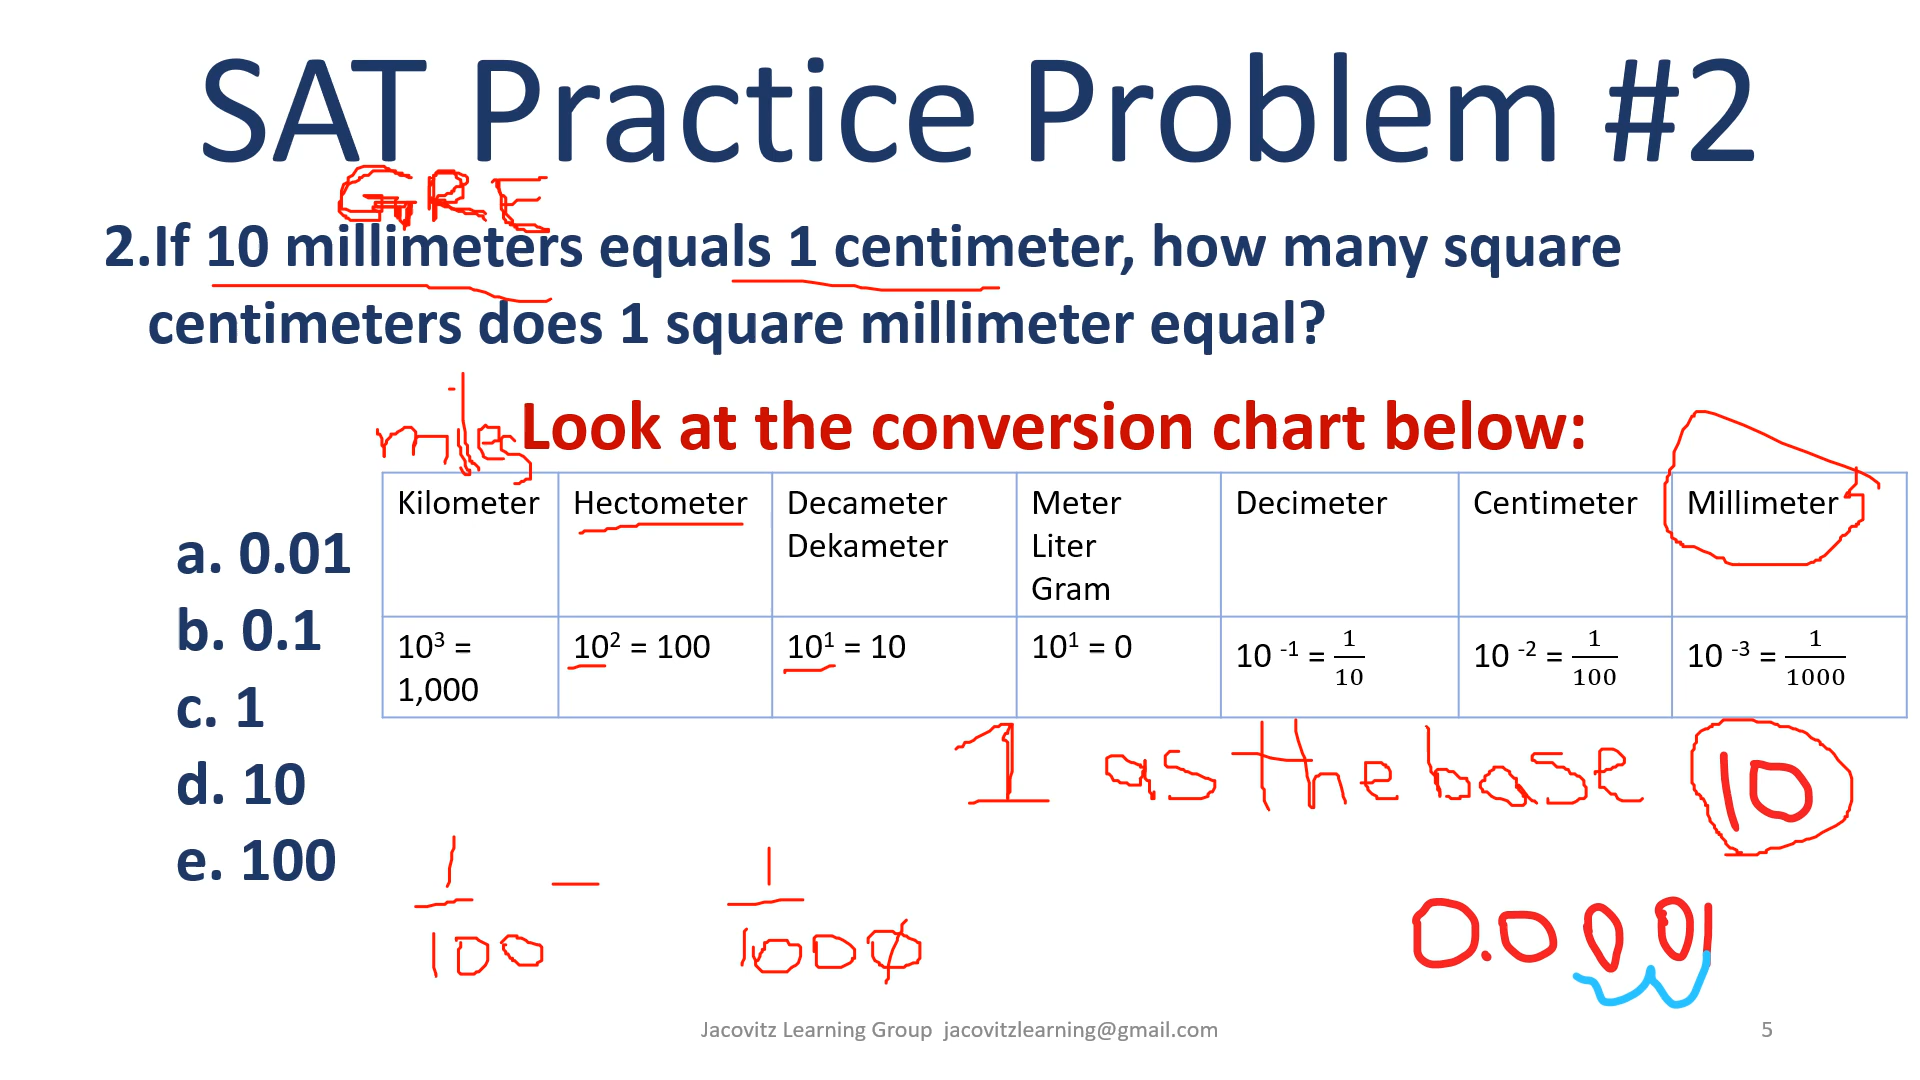 SAT Practice Problem #2
GRE
2.If 10 millimeters equals 1 centimeter, how many square
centimeters does 1 square millimeter equal?
Look at the conversion chart below:
Kilometer Hectometer Decameter Meter Decimeter Centimeter Millimeter
Dekameter Liter
Gram
10³ = 10² = 100 10¹ = 10 10¹ = 0 10 ⁻¹ = 1/10 10 ⁻² = 1/100 10 ⁻³ = 1/1000
1,000
a. 0.01
b. 0.1
c. 1
d. 10
e. 100
1 as the base 10
1/100 – 1/1000
Jacovitz Learning Group jacovitzlearning@gmail.com
5